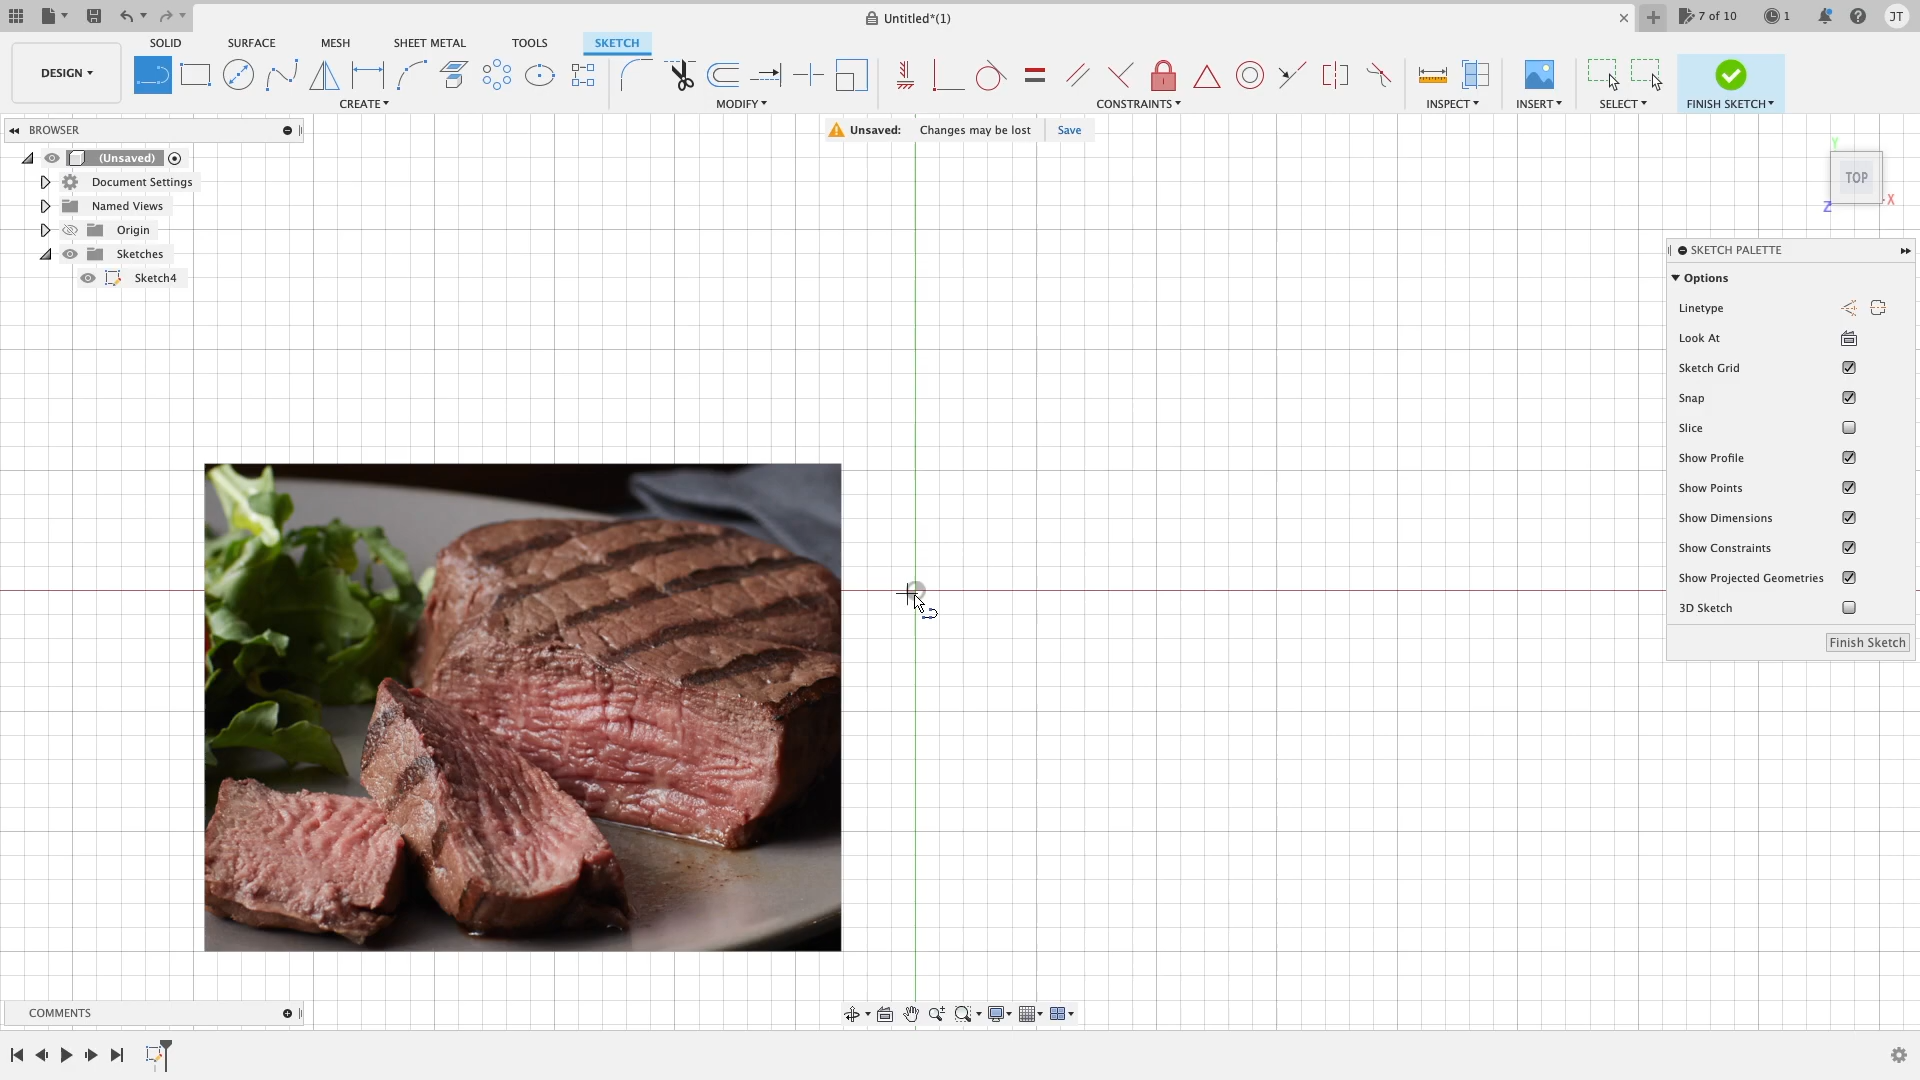 Untitled*(1)
7 of 10
1
JT
DESIGN
SOLID
SURFACE
MESH
SHEET METAL
TOOLS
SKETCH
CREATE
MODIFY
CONSTRAINTS
INSPECT
INSERT
SELECT
FINISH SKETCH
BROWSER
Unsaved: Changes may be lost Save
(Unsaved)
Document Settings
Named Views
Origin
Sketches
Sketch4
Y
TOP
X
Z
SKETCH PALETTE
Options
Linetype
Look At
Sketch Grid
Snap
Slice
Show Profile
Show Points
Show Dimensions
Show Constraints
Show Projected Geometries
3D Sketch
Finish Sketch
COMMENTS